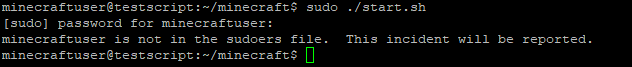 minecraftuser@testscript:~/minecraft$ sudo ./start.sh
[sudo] password for minecraftuser:
minecraftuser is not in the sudoers file.  This incident will be reported.
minecraftuser@testscript:~/minecraft$